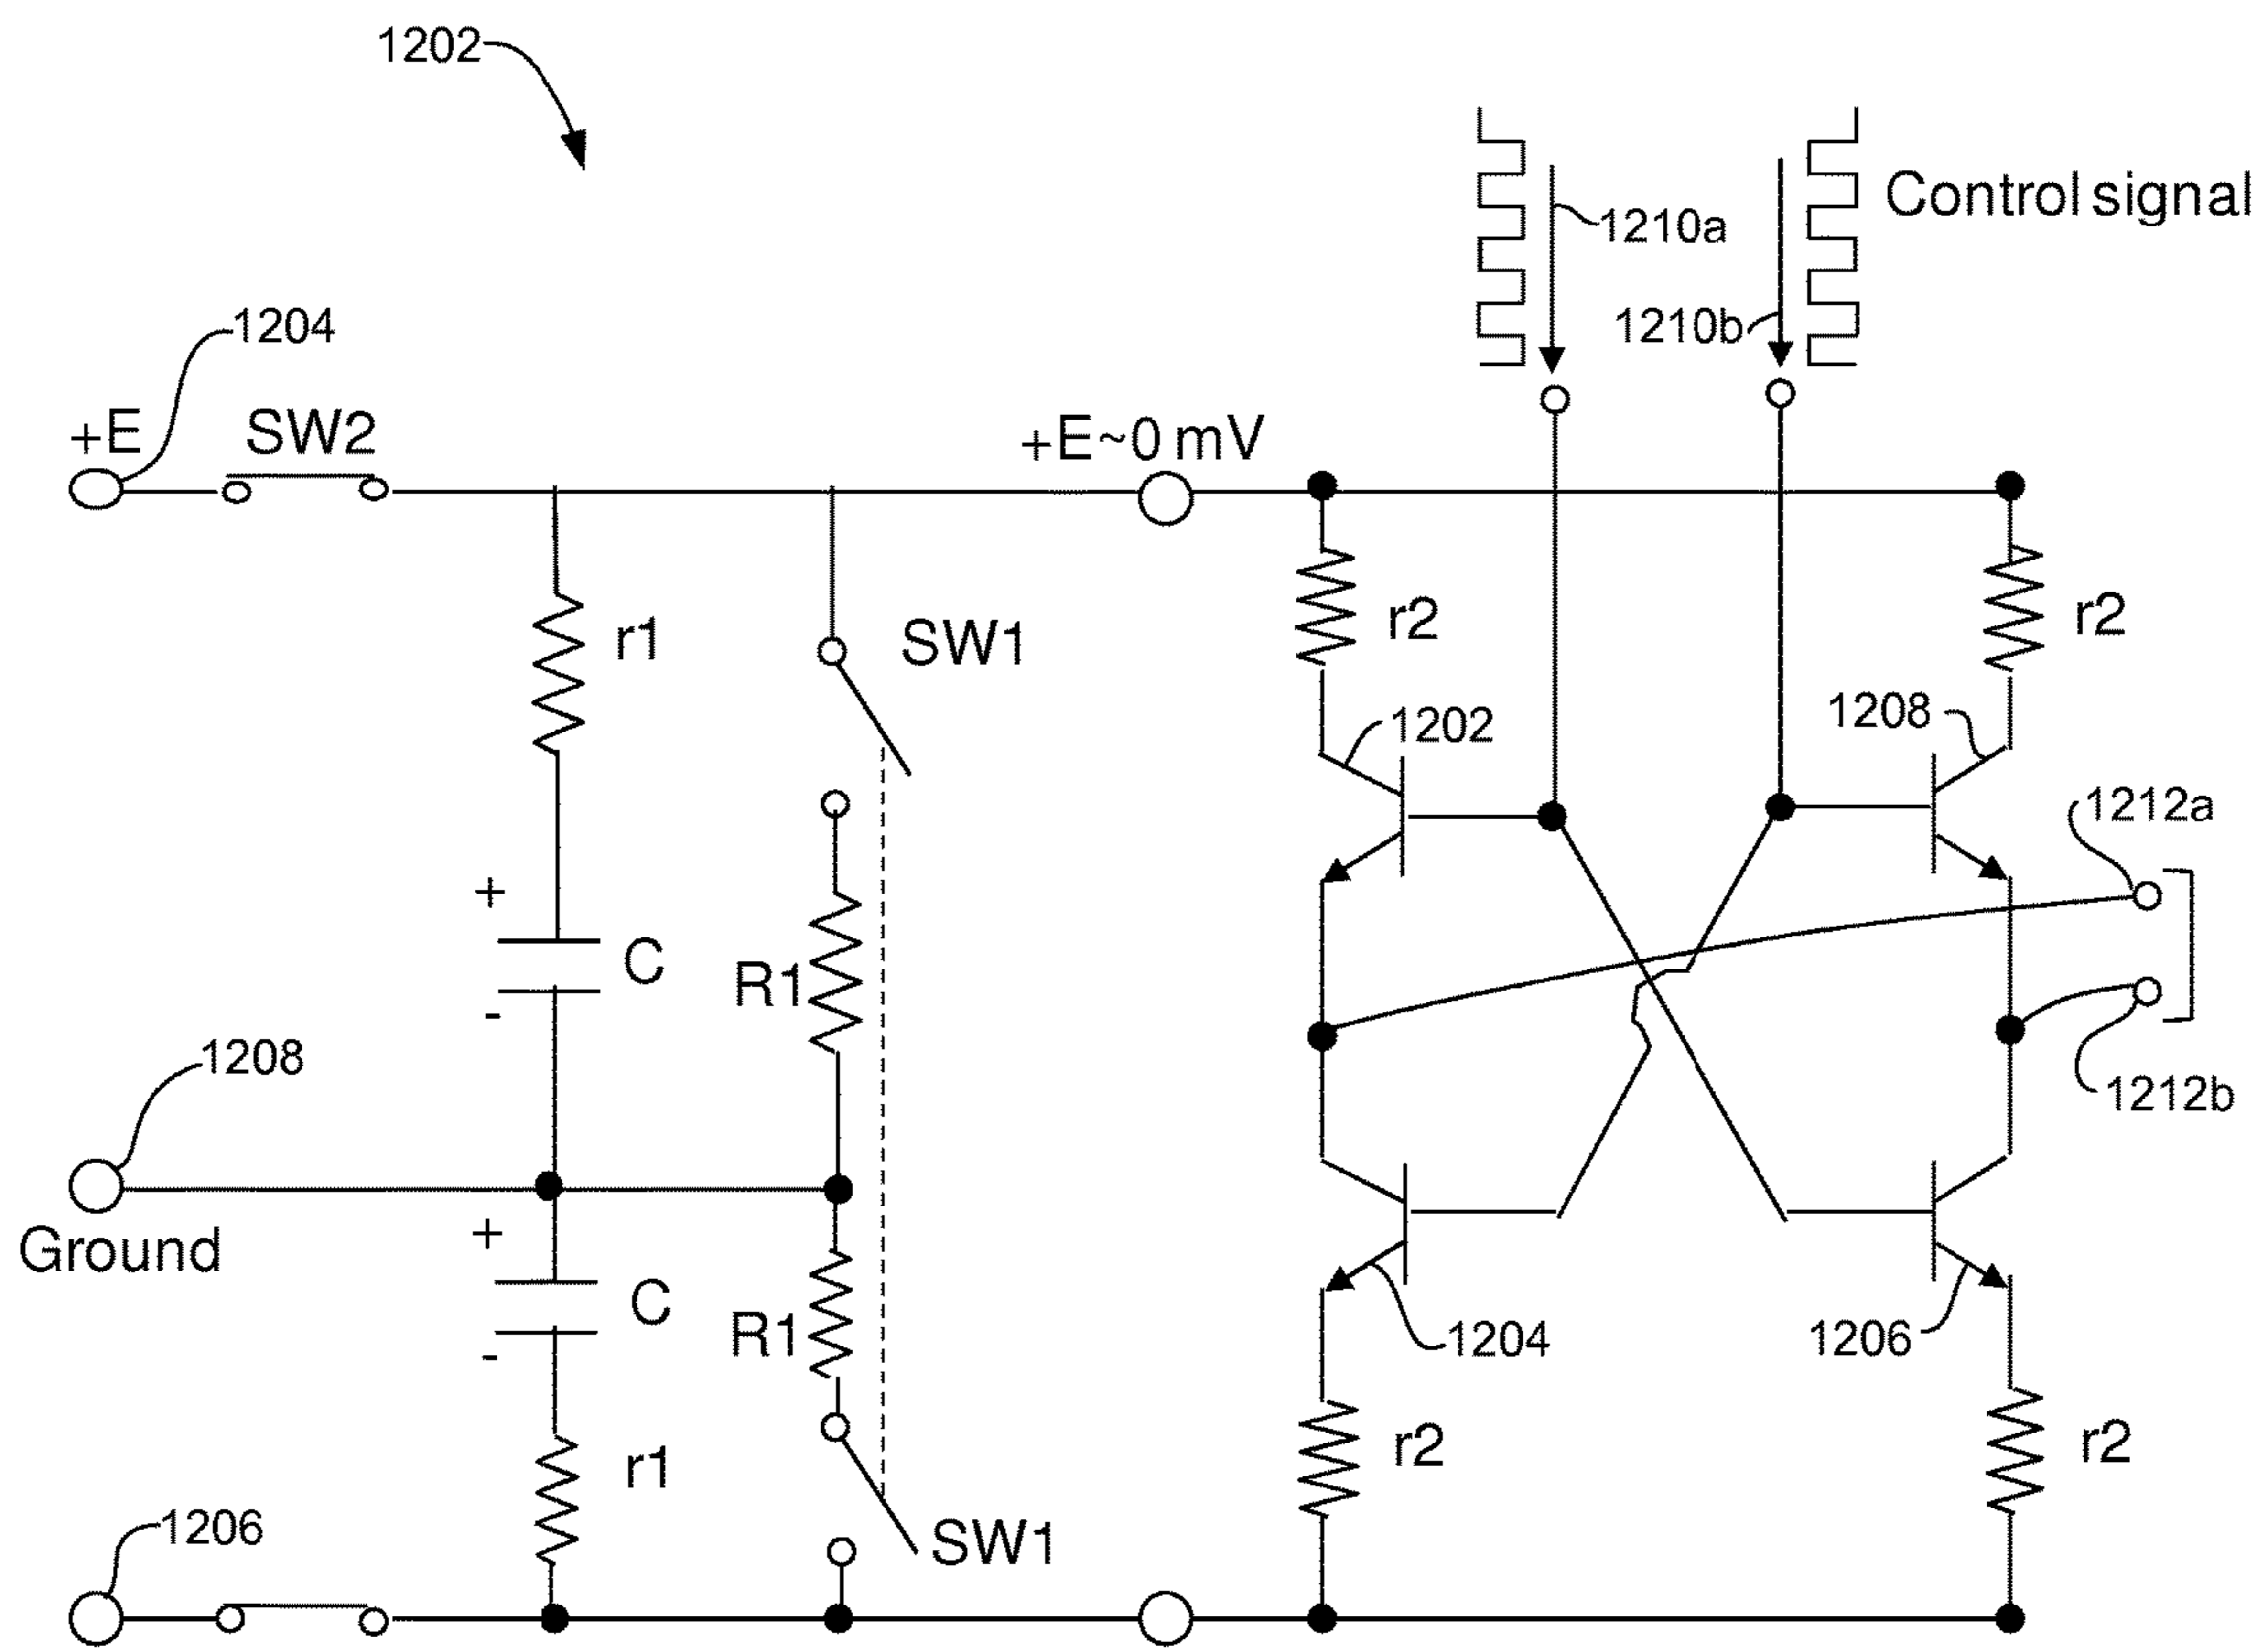 1202
1210a
Control signal
1210b
1204
+E
SW2
+E~0 mV
r1
SW1
r2
r2
1202
1208
1212a
+
C
-
R1
1208
1212b
Ground
+
C
-
R1
1204
1206
r1
r2
r2
1206
SW1